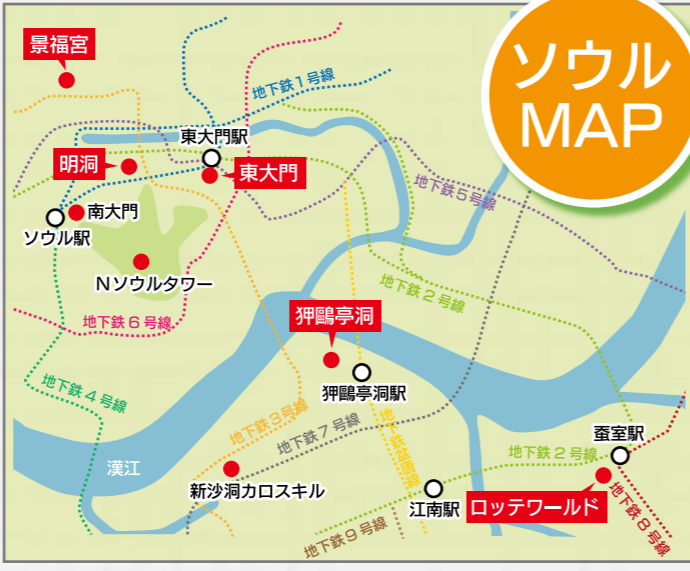 景福宮
ソウル
MAP
地下鉄1号線
東大門駅
明洞
東大門
地下鉄5号線
南大門
ソウル駅
Nソウルタワー
地下鉄2号線
狎鷗亭洞
地下鉄6号線
狎鷗亭洞駅
地下鉄4号線
地下鉄3号線
地下鉄7号線
地下鉄盆唐線
蚕室駅
地下鉄2号線
漢江
新沙洞カロスキル
江南駅
ロッテワールド
地下鉄8号線
地下鉄9号線